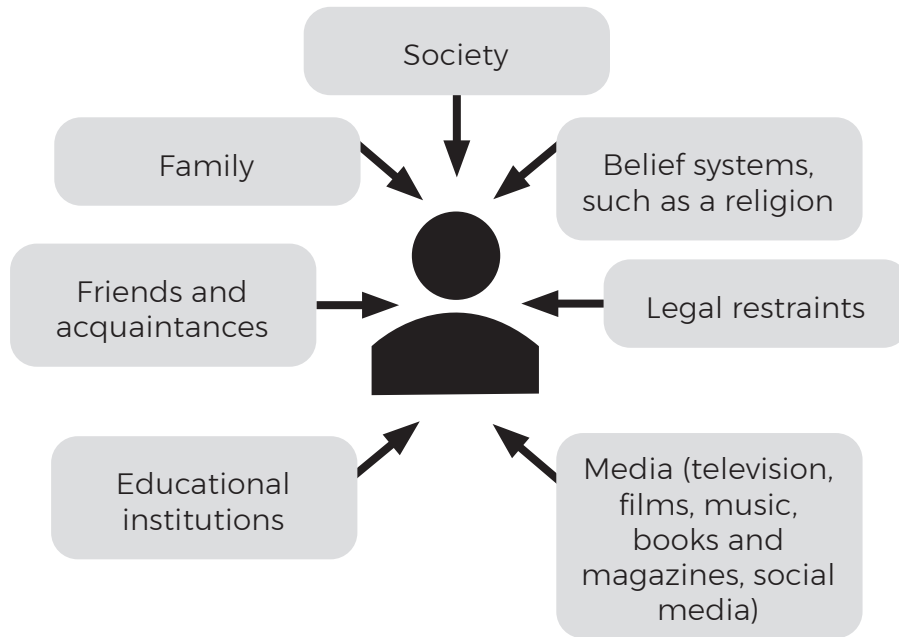 Society
Family
Belief systems,
such as a religion
Friends and
acquaintances
Legal restraints
Educational
institutions
Media (television,
films, music,
books and
magazines, social
media)